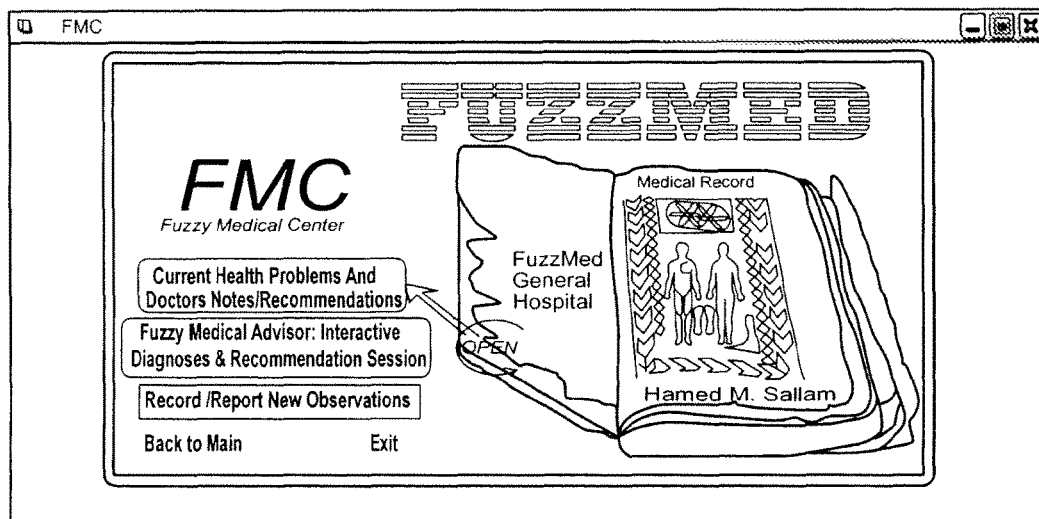 FMC
FUZZMED
FMC
Fuzzy Medical Center
Current Health Problems And
Doctors Notes/Recommendations
Fuzzy Medical Advisor: Interactive
Diagnoses & Recommendation Session
Record /Report New Observations
Back to Main
Exit
FuzzMed
General
Hospital
OPEN
Medical Record
Hamed M. Sallam